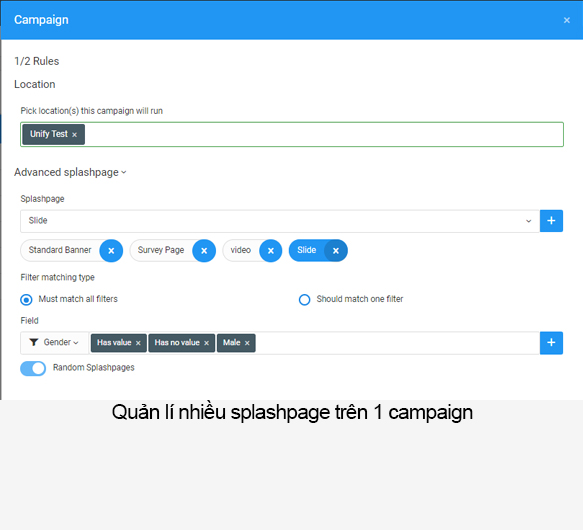 Campaign ×
1/2 Rules
Location
Pick location(s) this campaign will run
Unify Test ×
Advanced splashpage
Splashpage
Slide +
Standard Banner × Survey Page × video × Slide ×
Filter matching type
Must match all filters Should match one filter
Field
Gender Has value × Has no value × Male × +
Random Splashpages
Quản lí nhiều splashpage trên 1 campaign